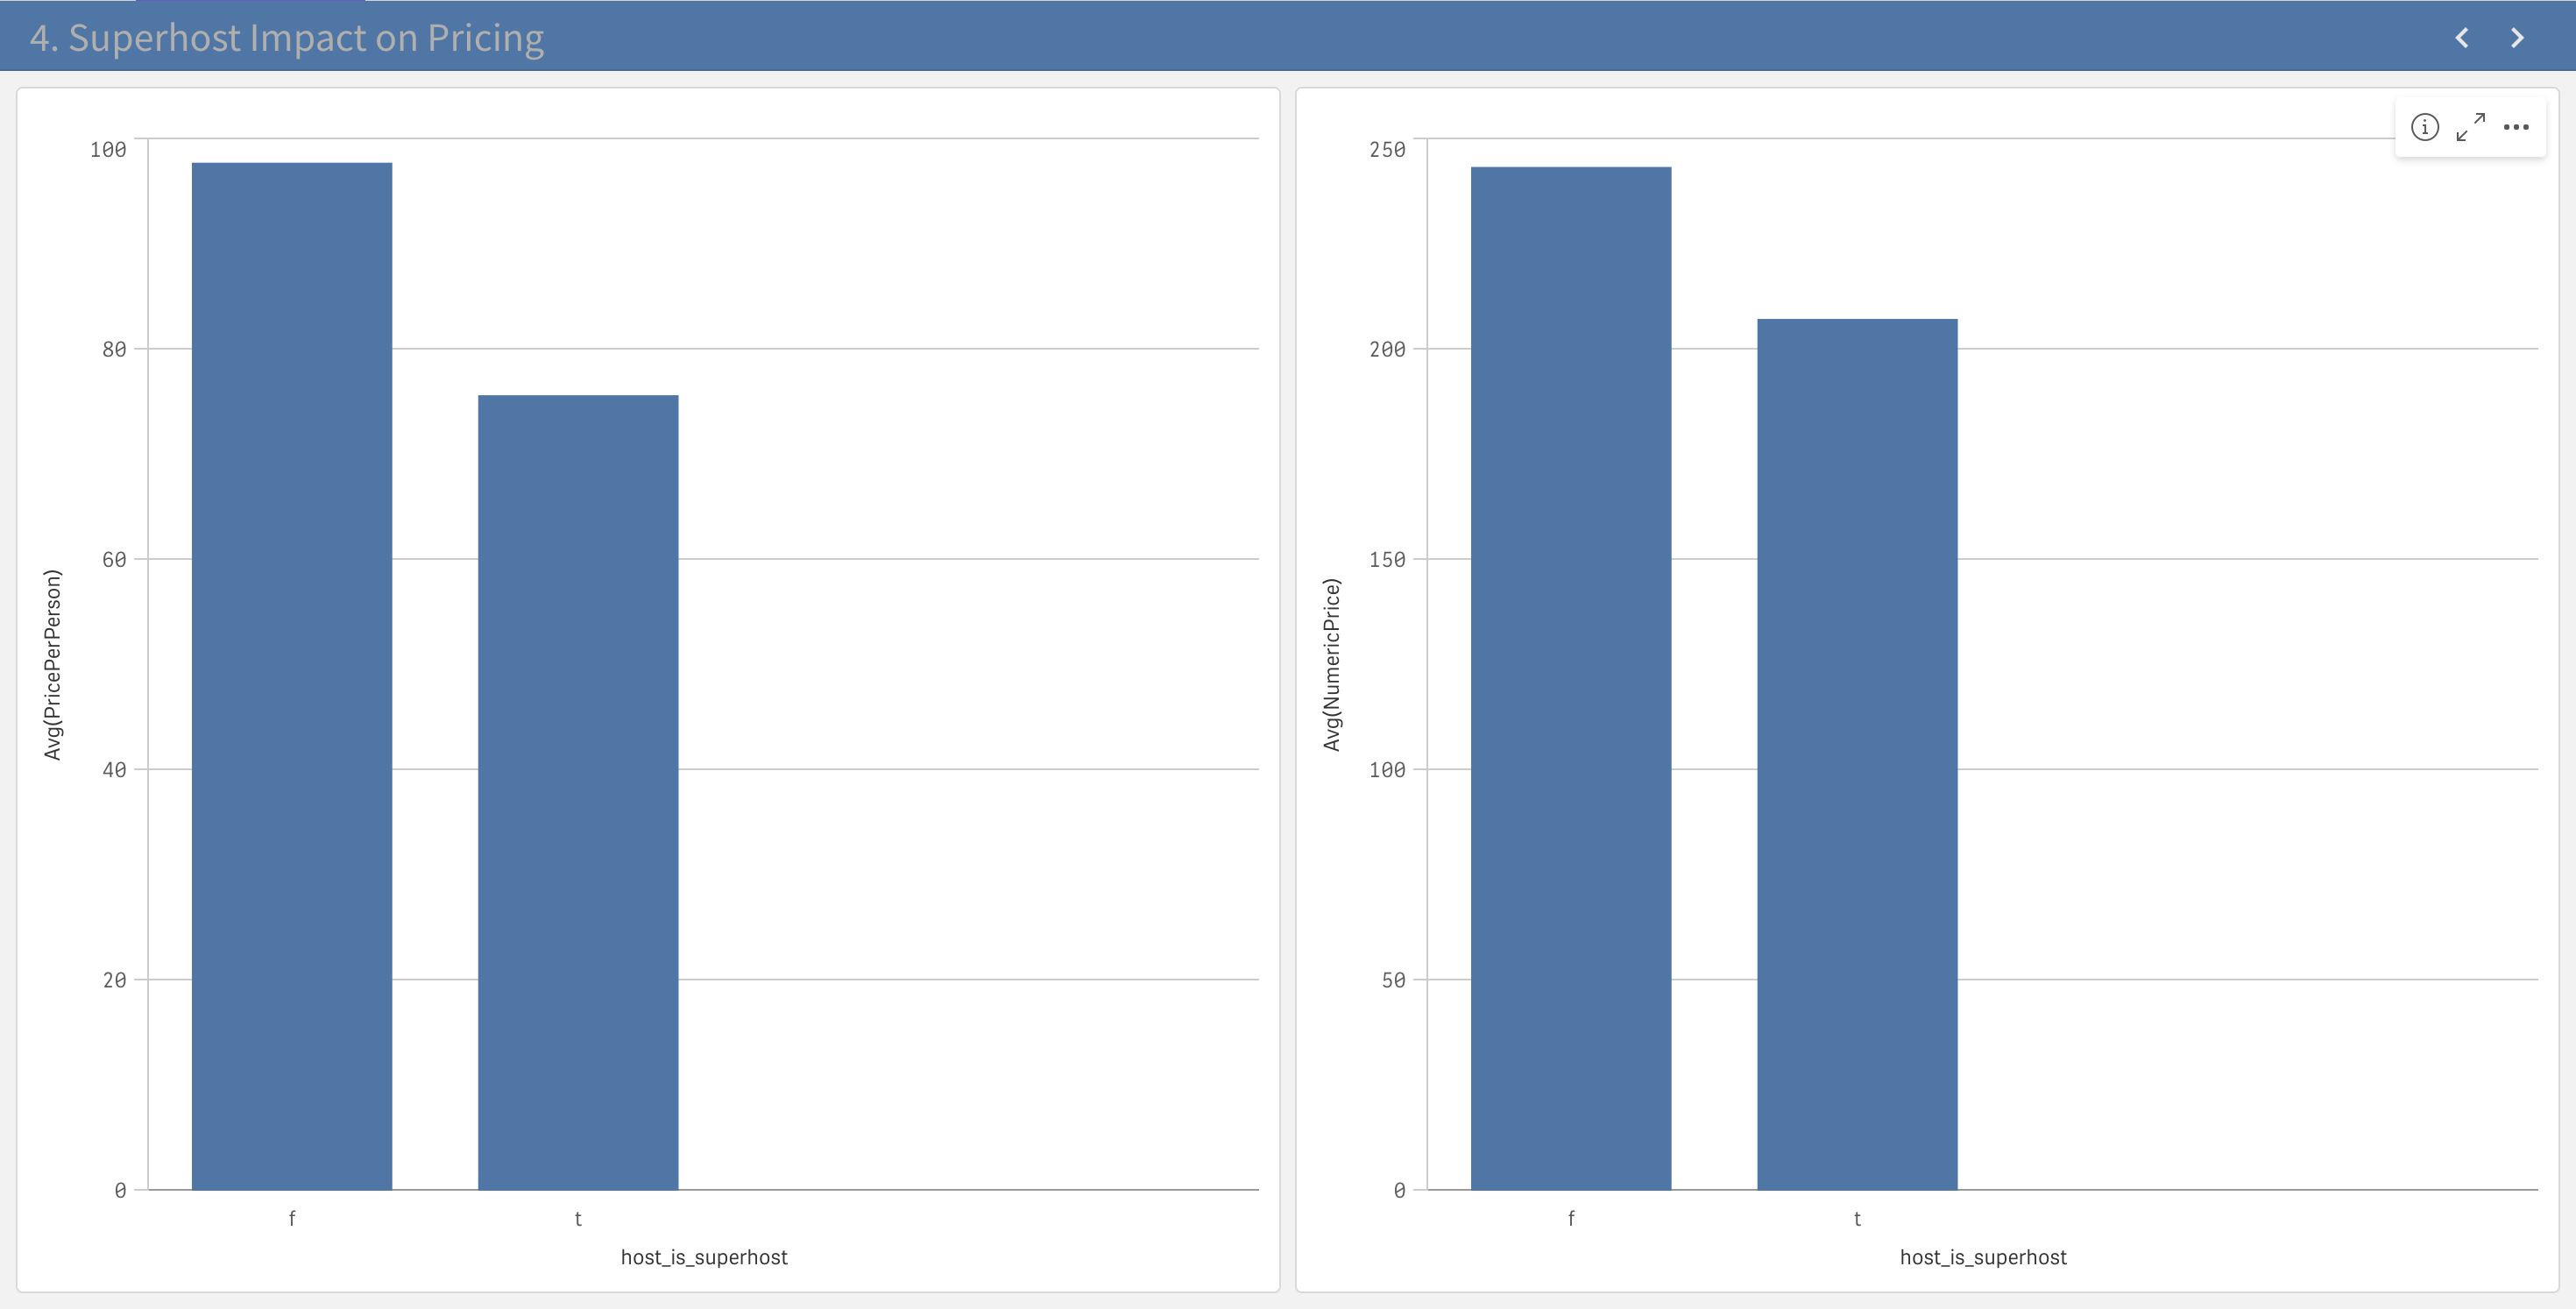 4. Superhost Impact on Pricing
100
80
60
40
20
0
Avg(PricePerPerson)
f
t
host_is_superhost
250
200
150
100
50
0
Avg(NumericPrice)
f
t
host_is_superhost